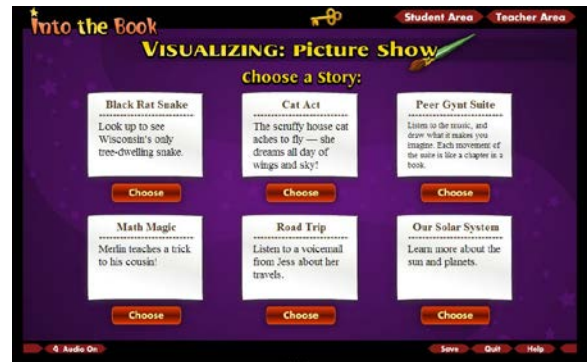 Into the Book
Student Area
Teacher Area
VISUALIZING: PICTURE SHOW
Choose a Story:
Black Rat Snake
Look up to see
Wisconsin's only
tree-dwelling snake.
Choose
Cat Act
The scruffy house cat
aches to fly — she
dreams all day of
wings and sky!
Choose
Peer Gynt Suite
Listen to the music, and
draw what it makes you
imagine. Each movement of
the suite is like a chapter in a
book.
Choose
Math Magic
Merlin teaches a trick
to his cousin!
Choose
Road Trip
Listen to a voicemail
from Jess about her
travels.
Choose
Our Solar System
Learn more about the
sun and planets.
Choose
Audio On
Save
Quit
Help